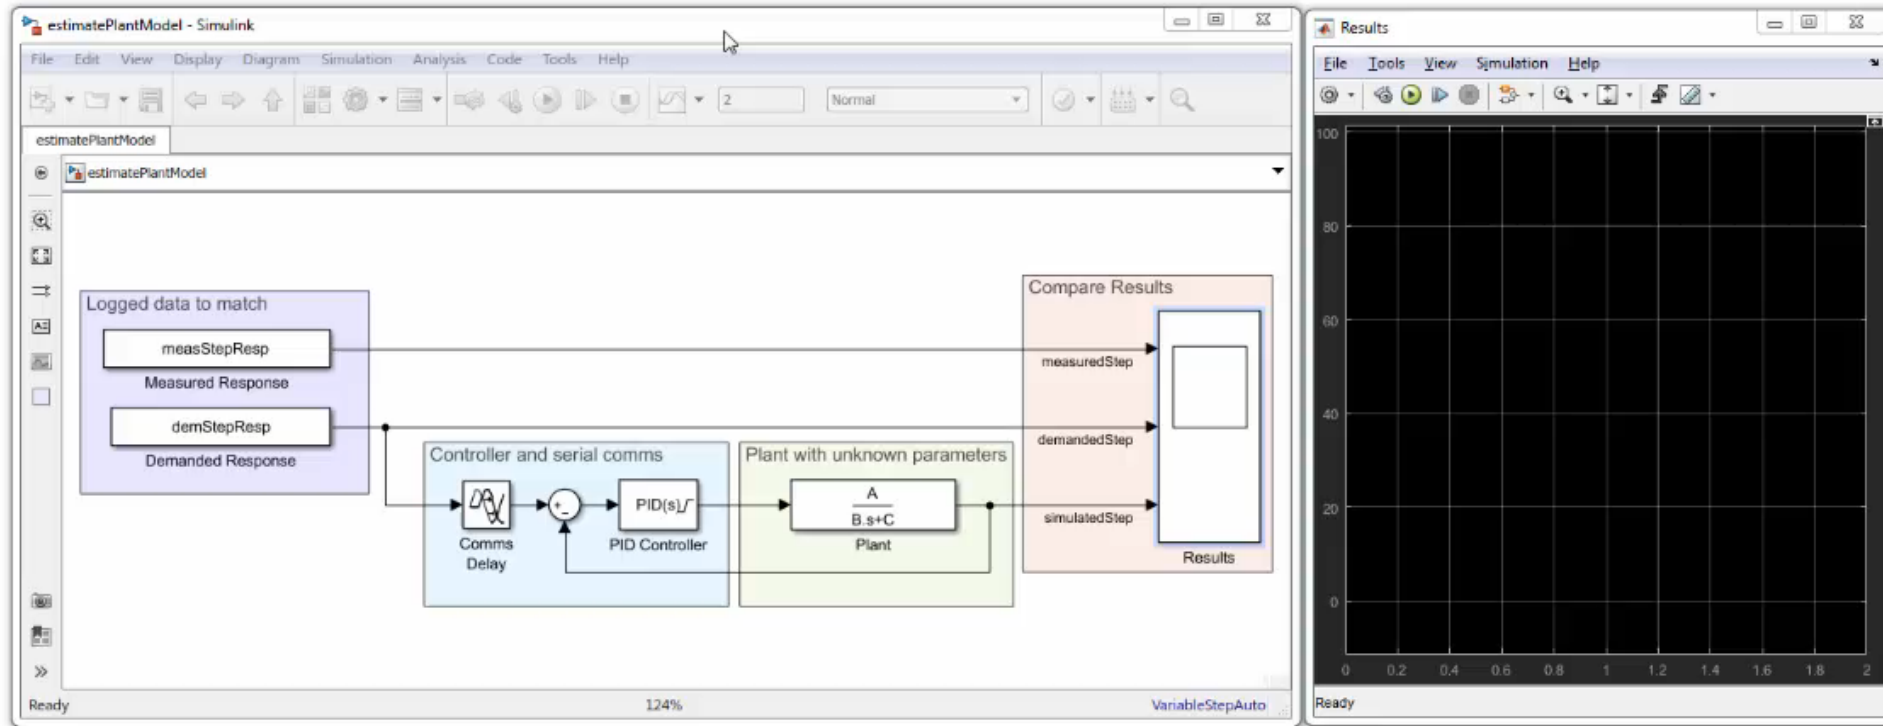 estimatePlantModel - Simulink
File Edit View Display Diagram Simulation Analysis Code Tools Help
2 Normal
estimatePlantModel
estimatePlantModel
Logged data to match
measStepResp
Measured Response
demStepResp
Demanded Response
Controller and serial comms
Comms
Delay
+
-
PID(s)
PID Controller
Plant with unknown parameters
A
B.s+C
Plant
Compare Results
measuredStep
demandedStep
simulatedStep
Results
Ready 124% VariableStepAuto
Results
File Tools View Simulation Help
100
80
60
40
20
0
0 0.2 0.4 0.6 0.8 1 1.2 1.4 1.6 1.8 2
Ready